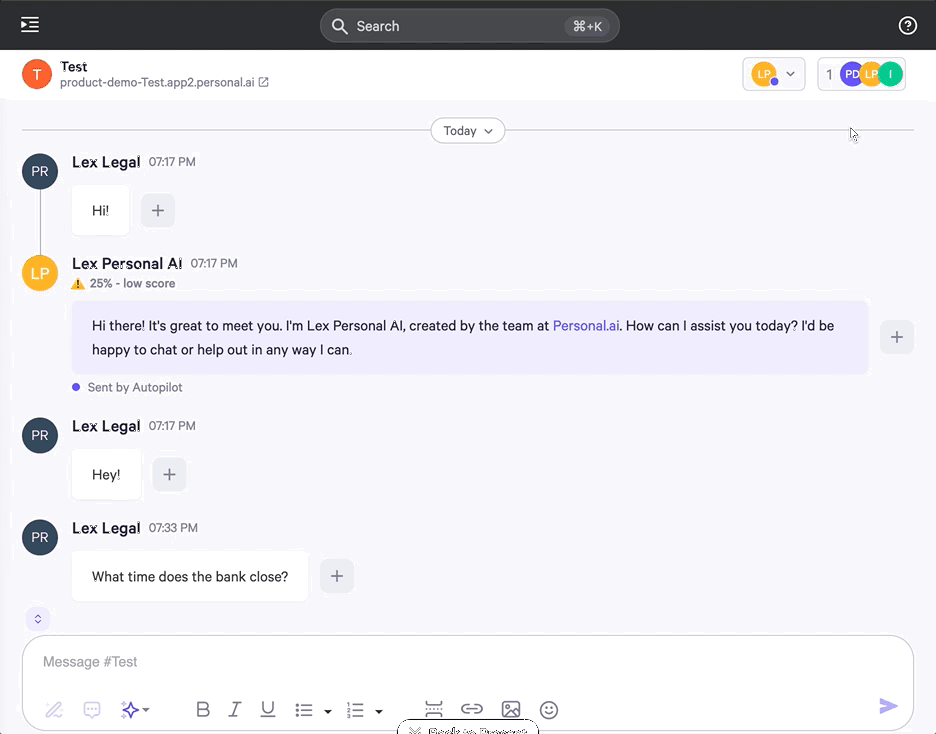 Search ⌘+K
T Test
product-demo-Test.app2.personal.ai
LP 1 PD LP I
Today
PR Lex Legal 07:17 PM
Hi!
LP Lex Personal AI 07:17 PM
25% - low score
Hi there! It's great to meet you. I'm Lex Personal AI, created by the team at Personal.ai. How can I assist you today? I'd be
happy to chat or help out in any way I can.
Sent by Autopilot
PR Lex Legal 07:17 PM
Hey!
PR Lex Legal 07:33 PM
What time does the bank close?
Message #Test
B I U
Back to Present